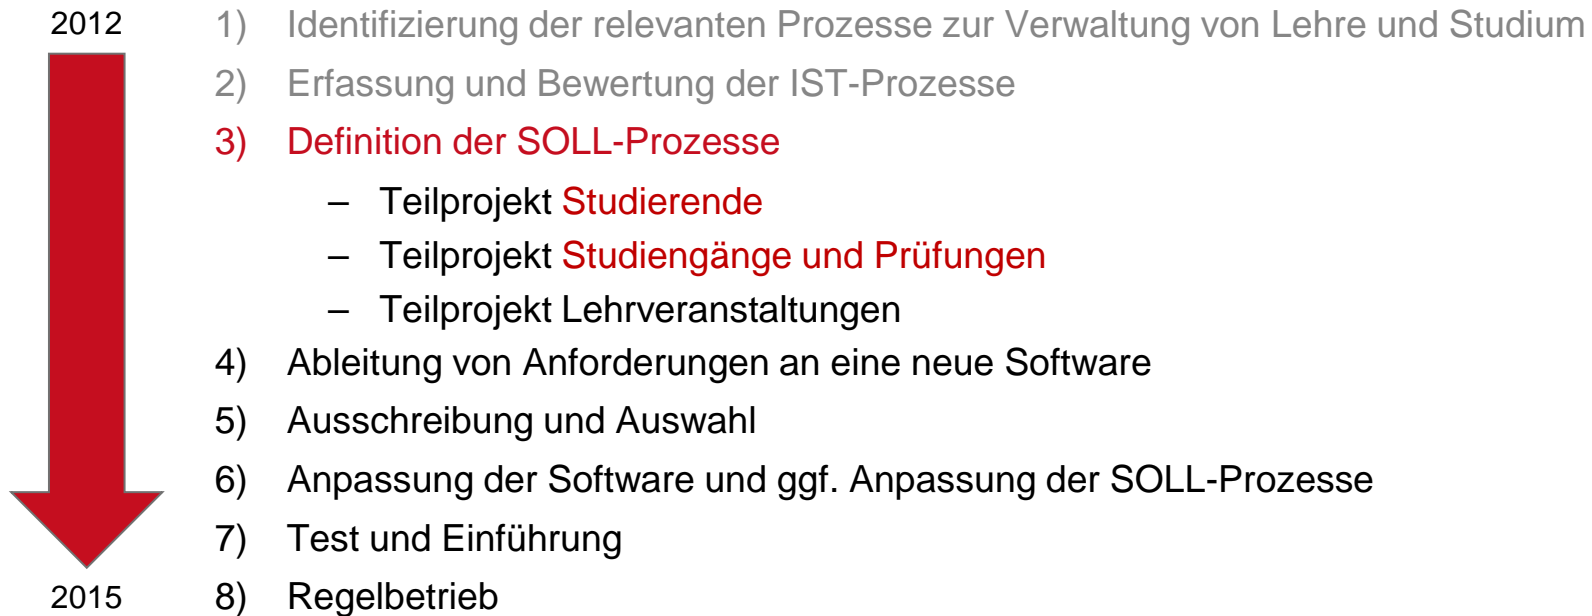 2012
1) Identifizierung der relevanten Prozesse zur Verwaltung von Lehre und Studium
2) Erfassung und Bewertung der IST-Prozesse
3) Definition der SOLL-Prozesse
– Teilprojekt Studierende
– Teilprojekt Studiengänge und Prüfungen
– Teilprojekt Lehrveranstaltungen
4) Ableitung von Anforderungen an eine neue Software
5) Ausschreibung und Auswahl
6) Anpassung der Software und ggf. Anpassung der SOLL-Prozesse
7) Test und Einführung
2015
8) Regelbetrieb